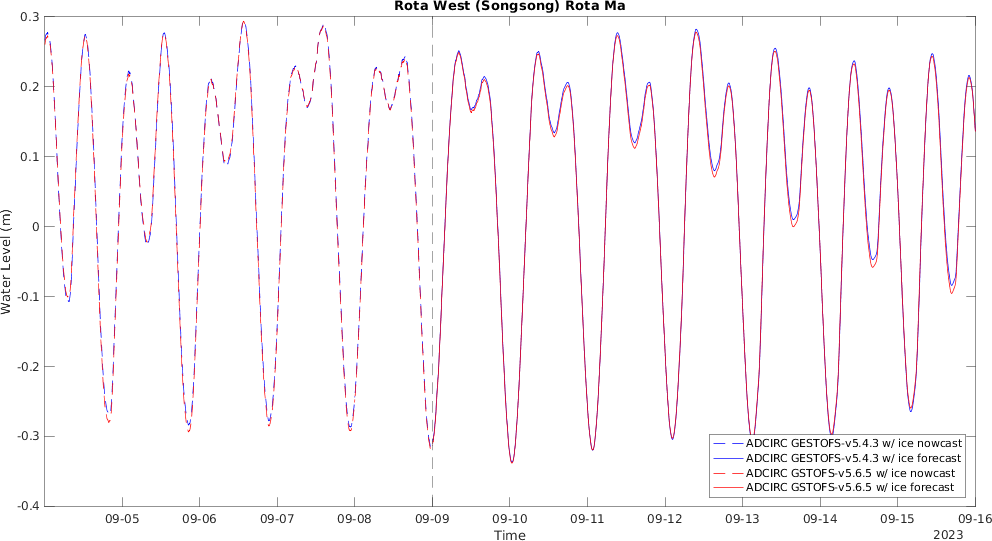 Rota West (Songsong) Rota Ma
0.3
0.2
0.1
0
-0.1
-0.2
-0.3
-0.4
Water Level (m)
ADCIRC GESTOFS-v5.4.3 w/ ice nowcast
ADCIRC GESTOFS-v5.4.3 w/ ice forecast
ADCIRC GSTOFS-v5.6.5 w/ ice nowcast
ADCIRC GSTOFS-v5.6.5 w/ ice forecast
09-05 09-06 09-07 09-08 09-09 09-10 09-11 09-12 09-13 09-14 09-15 09-16
Time
2023